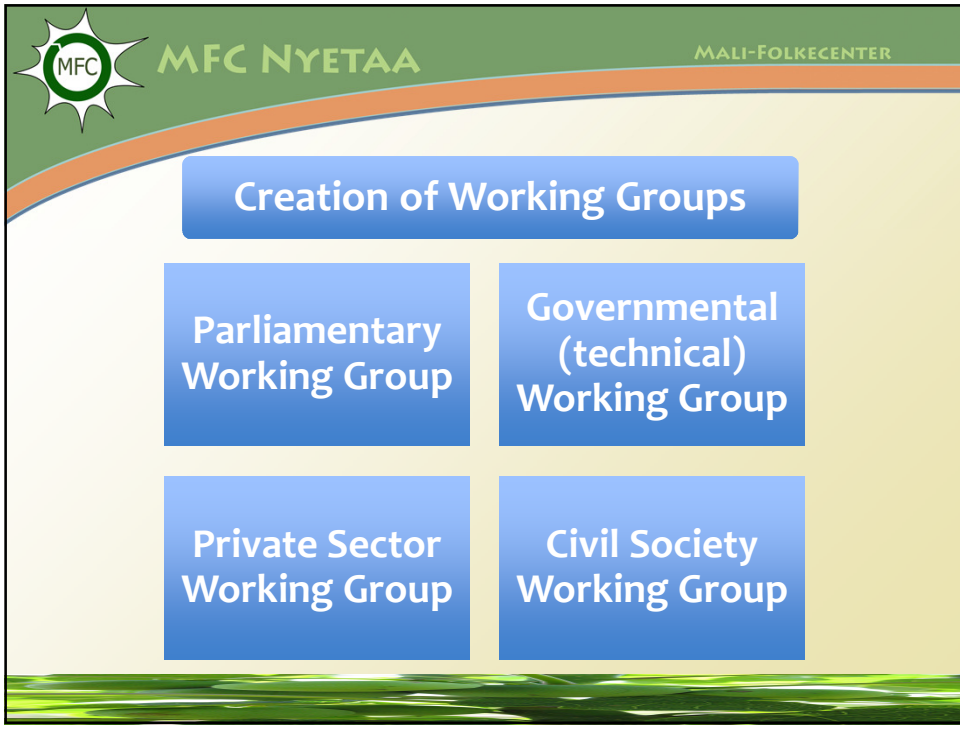 MFC
MFC NYETAA
MALI-FOLKECENTER
Creation of Working Groups
Parliamentary
Working Group
Governmental
(technical)
Working Group
Private Sector
Working Group
Civil Society
Working Group